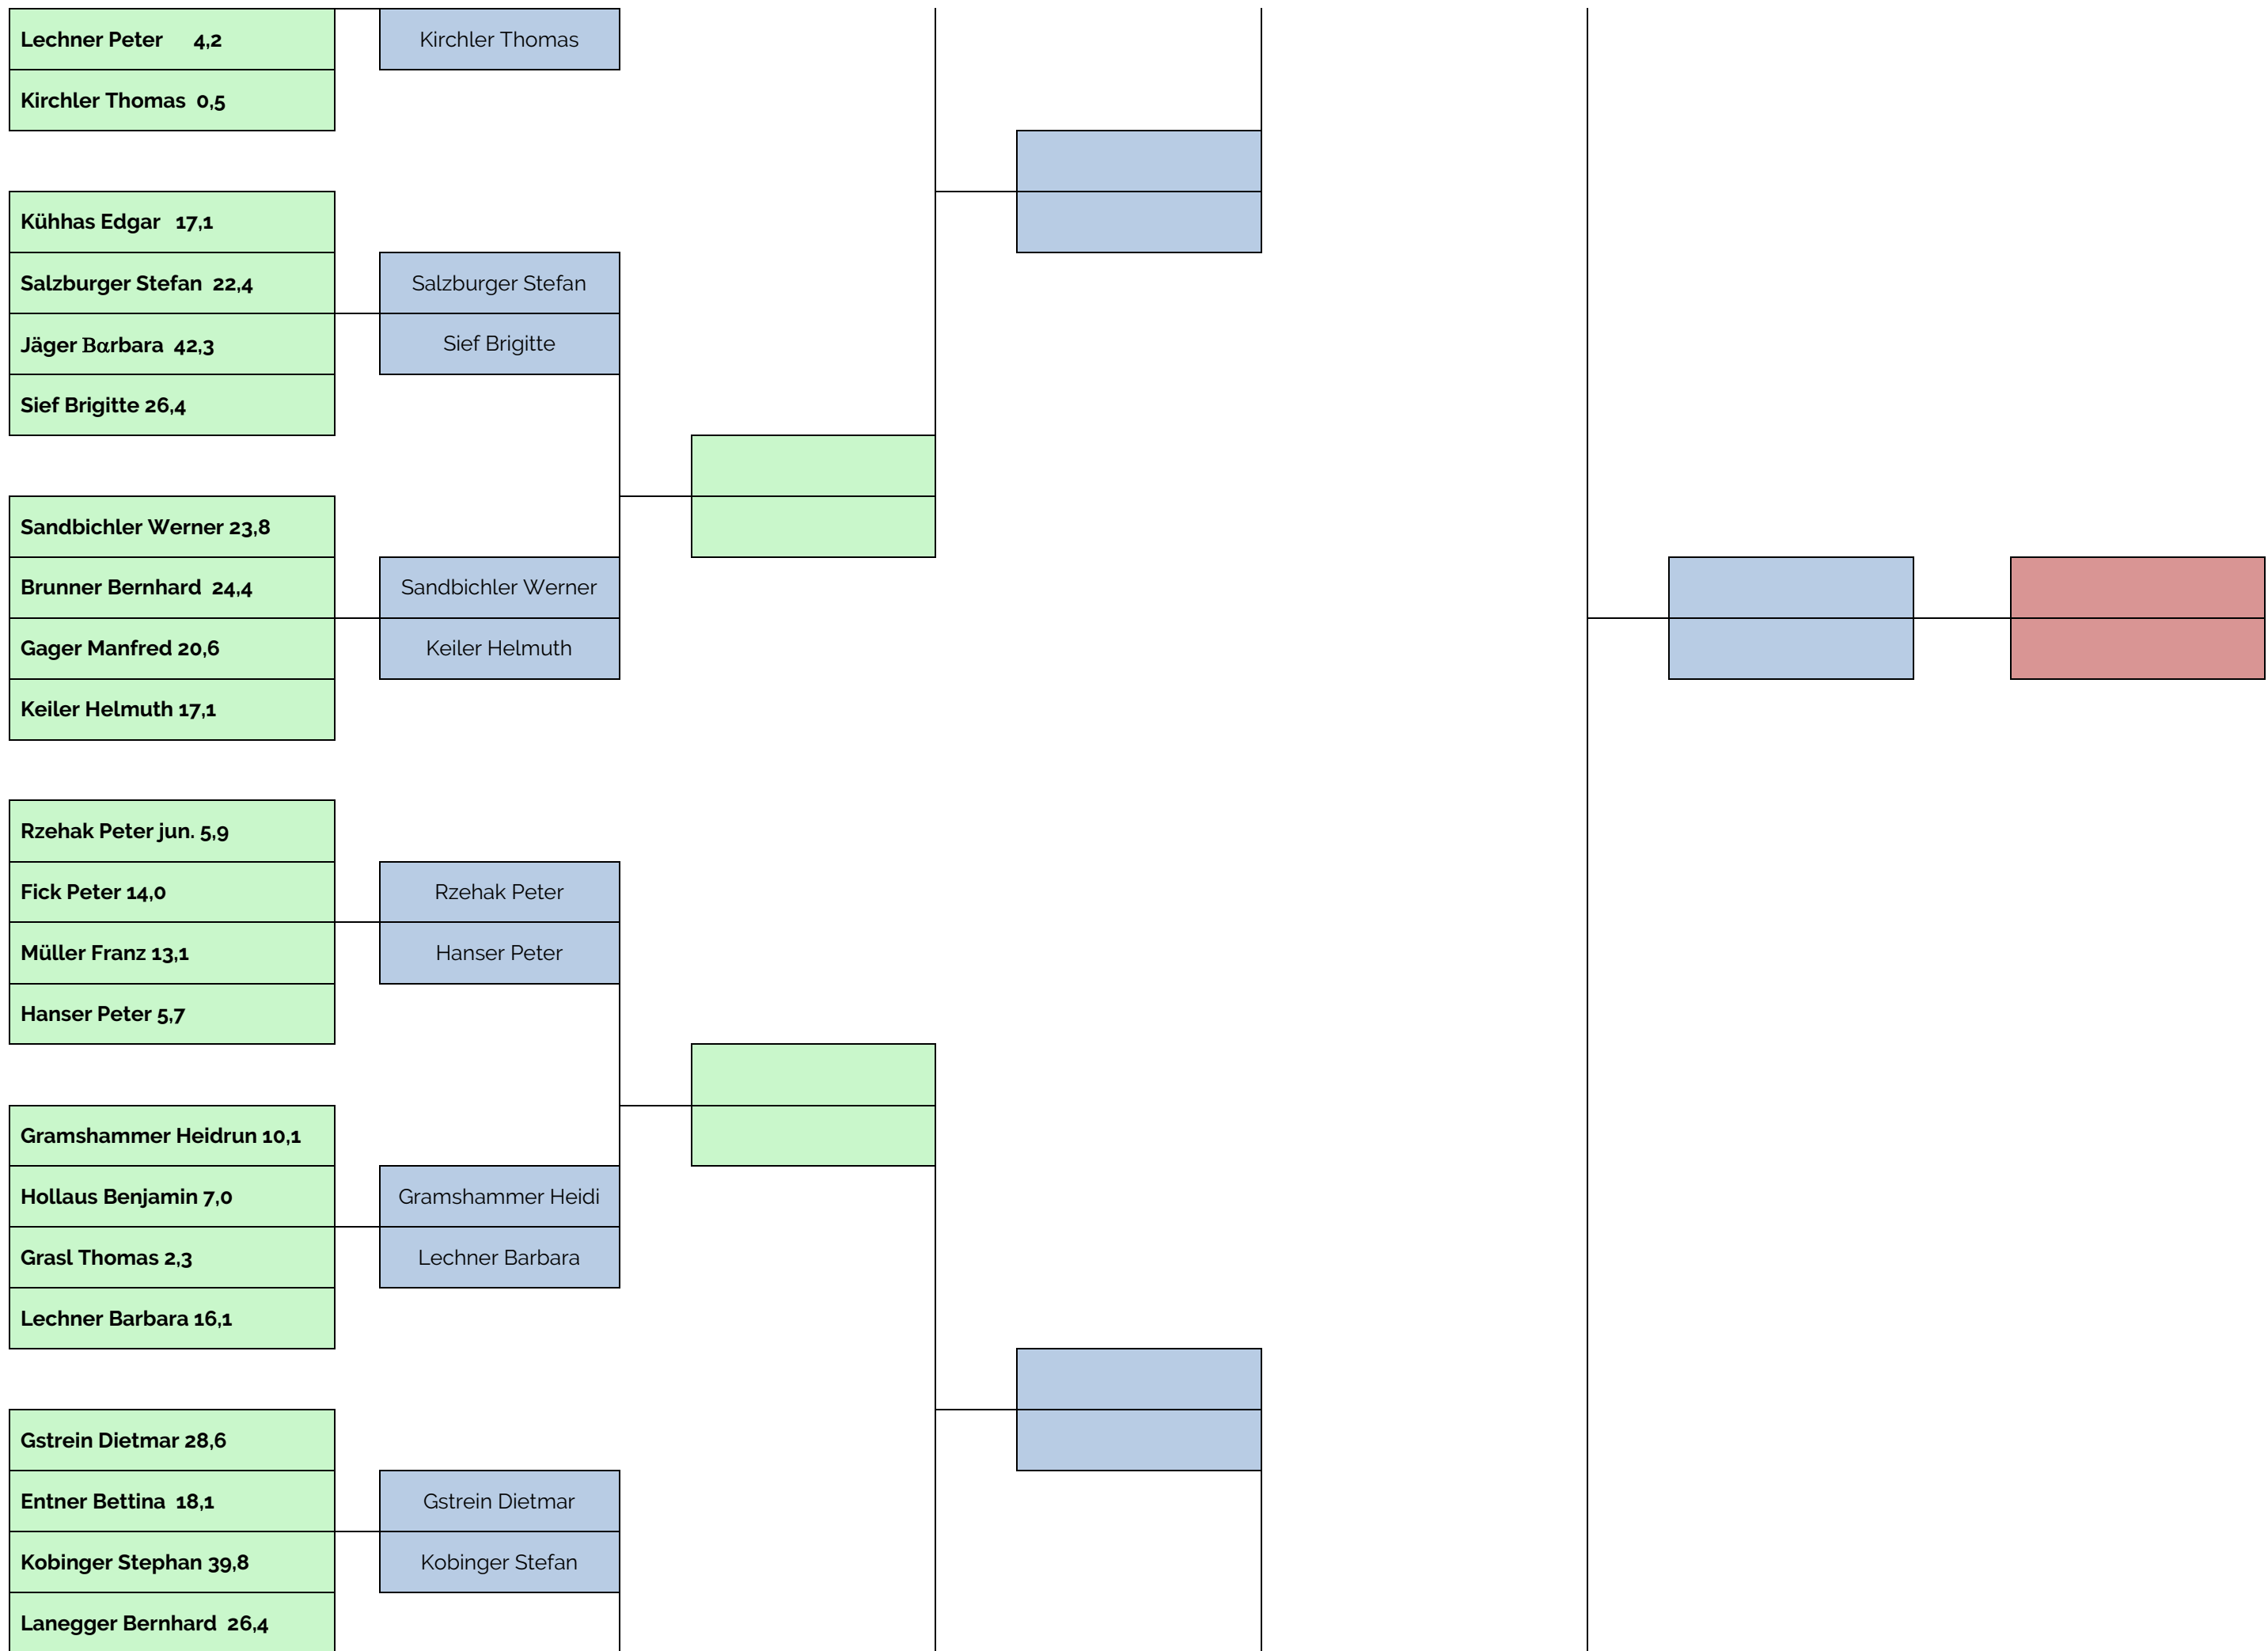 Lechner Peter 4,2
Kirchler Thomas
Kirchler Thomas 0,5
Kühhas Edgar 17,1
Salzburger Stefan 22,4
Salzburger Stefan
Jäger Βαrbara 42,3
Sief Brigitte
Sief Brigitte 26,4
Sandbichler Werner 23,8
Brunner Bernhard 24,4
Sandbichler Werner
Gager Manfred 20,6
Keiler Helmuth
Keiler Helmuth 17,1
Rzehak Peter jun. 5,9
Fick Peter 14,0
Rzehak Peter
Müller Franz 13,1
Hanser Peter
Hanser Peter 5,7
Gramshammer Heidrun 10,1
Hollaus Benjamin 7,0
Gramshammer Heidi
Grasl Thomas 2,3
Lechner Barbara
Lechner Barbara 16,1
Gstrein Dietmar 28,6
Entner Bettina 18,1
Gstrein Dietmar
Kobinger Stephan 39,8
Kobinger Stefan
Lanegger Bernhard 26,4